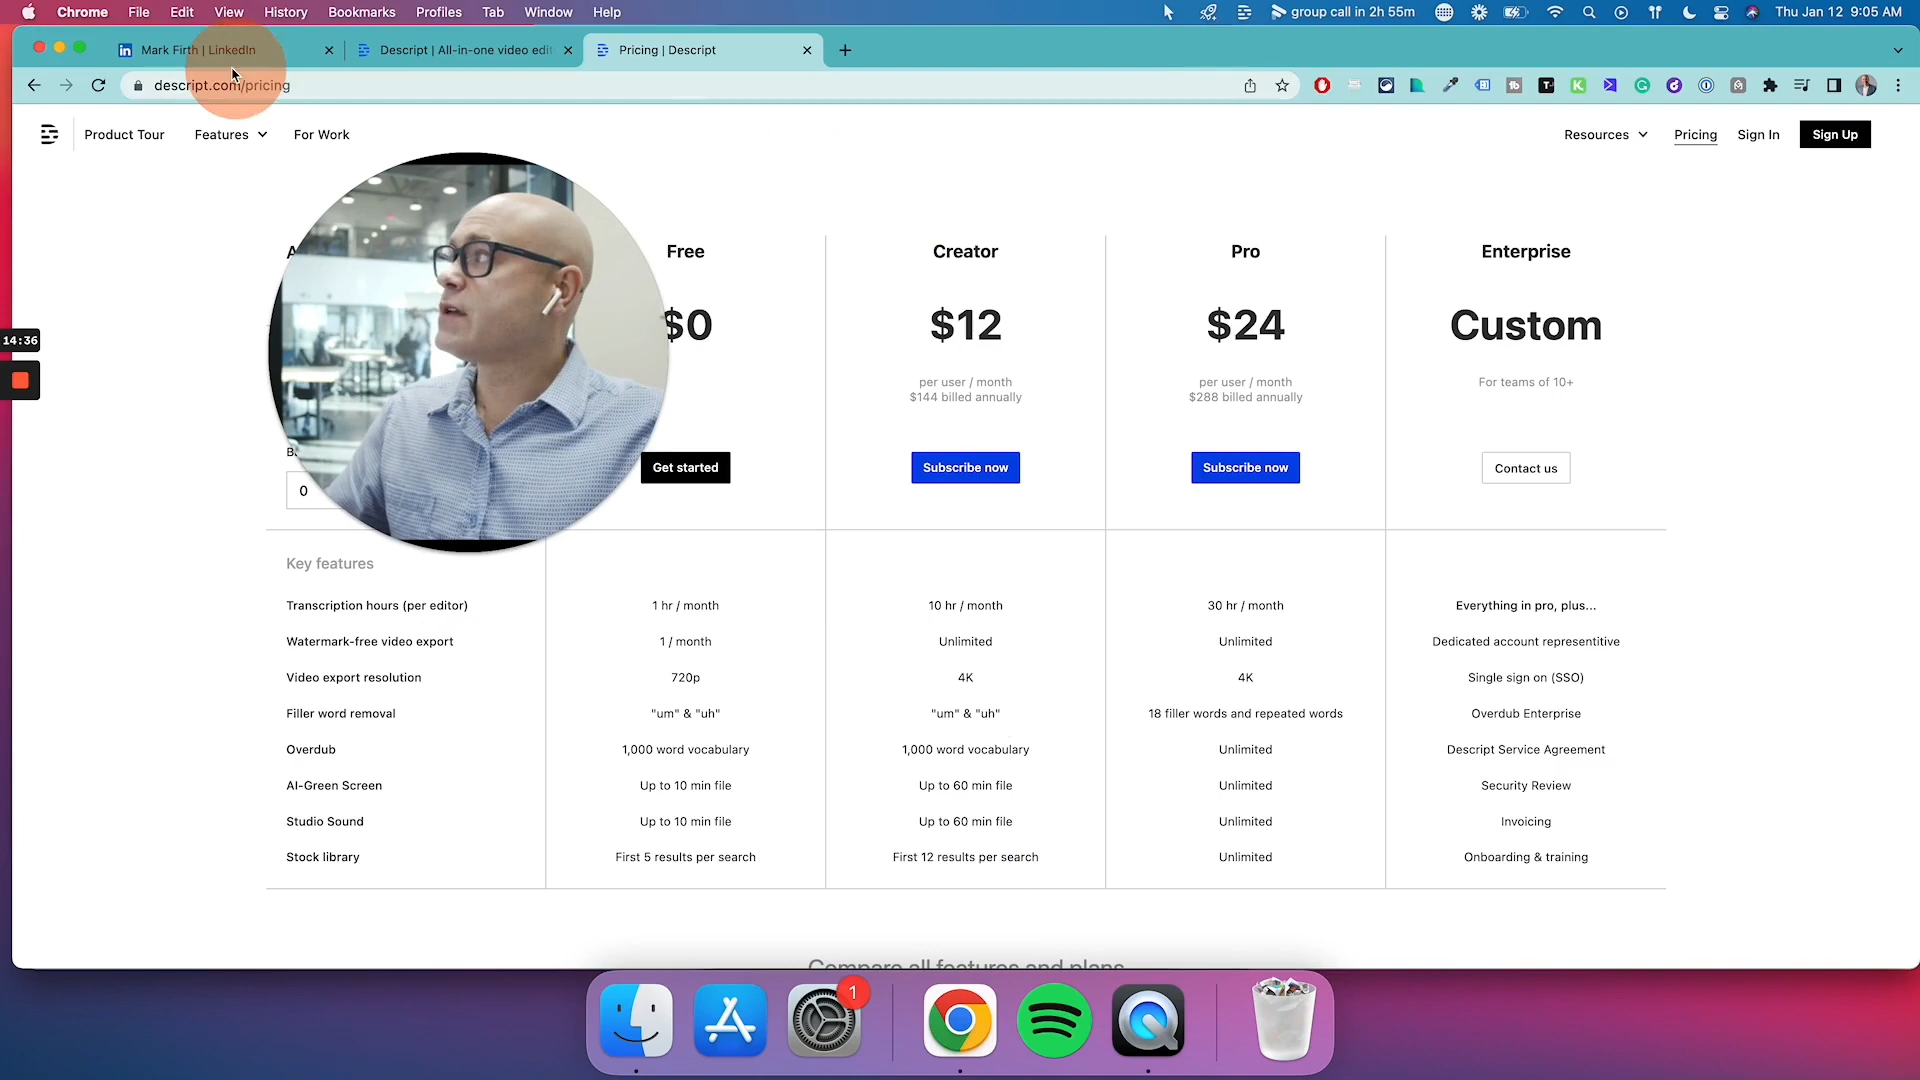 Chrome File Edit View History Bookmarks Profiles Tab Window Help
group call in 2h 55m
Thu Jan 12 9:05 AM
Mark Firth | LinkedIn
Descript | All-in-one video edit
Pricing | Descript
descript.com/pricing
Product Tour Features For Work
Resources Pricing Sign In Sign Up
Free Creator Pro Enterprise
14:36
$0 $12 $24 Custom
per user / month per user / month For teams of 10+
$144 billed annually $288 billed annually
Get started Subscribe now Subscribe now Contact us
0
Key features
Transcription hours (per editor) 1 hr / month 10 hr / month 30 hr / month Everything in pro, plus...
Watermark-free video export 1 / month Unlimited Unlimited Dedicated account representitive
Video export resolution 720p 4K 4K Single sign on (SSO)
Filler word removal "um" & "uh" "um" & "uh" 18 filler words and repeated words Overdub Enterprise
Overdub 1,000 word vocabulary 1,000 word vocabulary Unlimited Descript Service Agreement
AI-Green Screen Up to 10 min file Up to 60 min file Unlimited Security Review
Studio Sound Up to 10 min file Up to 60 min file Unlimited Invoicing
Stock library First 5 results per search First 12 results per search Unlimited Onboarding & training
Compare all features and plans
1